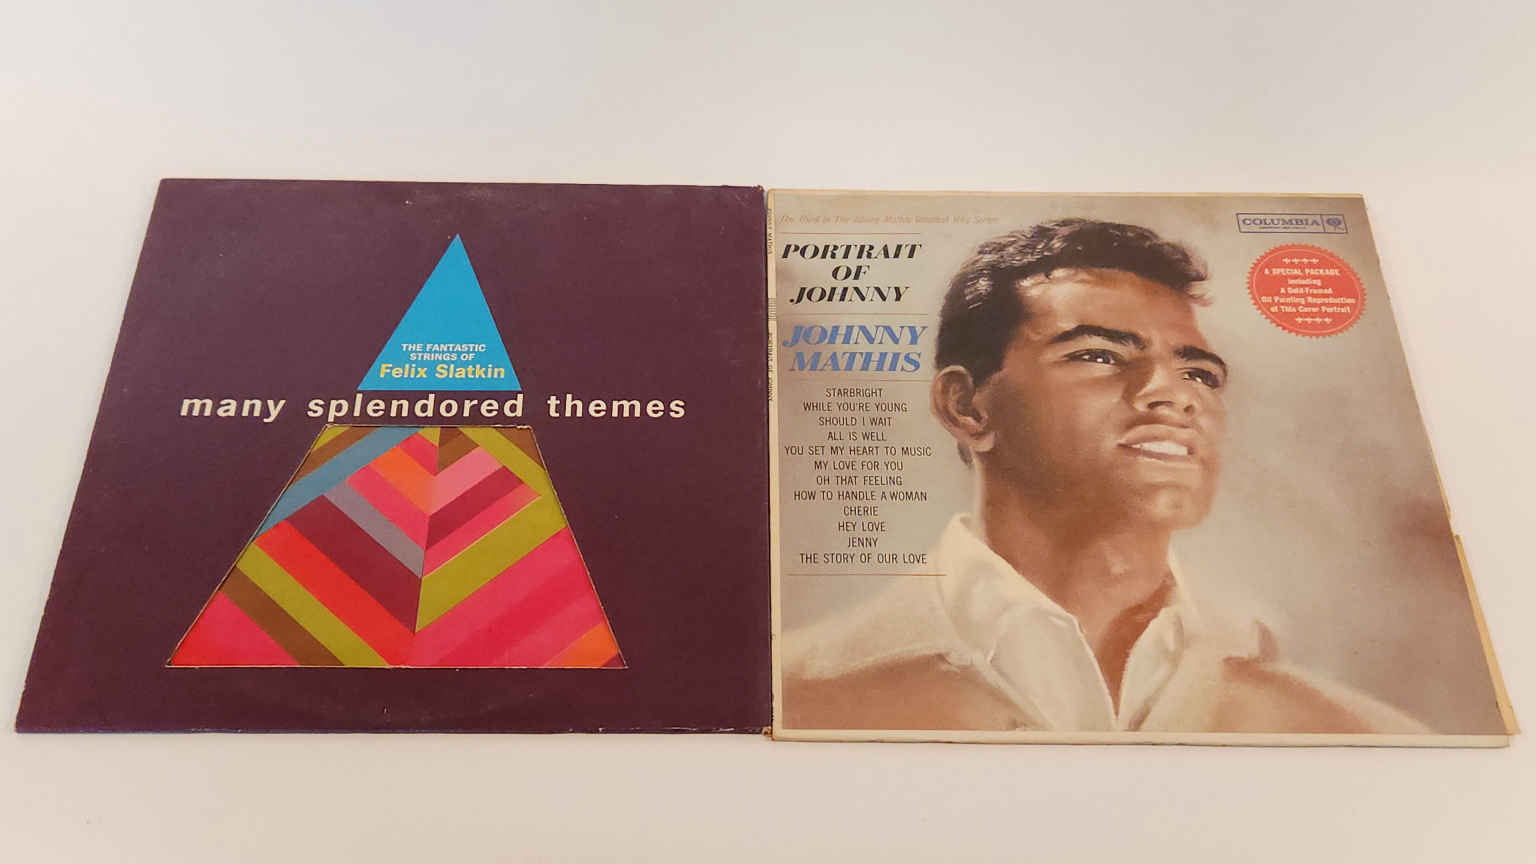 THE FANTASTIC
STRINGS OF
Felix Slatkin
many splendored themes
PORTRAIT
OF
JOHNNY
JOHNNY
MATHIS
STARBRIGHT
WHILE YOU'RE YOUNG
SHOULD I WAIT
ALL IS WELL
YOU SET MY HEART TO MUSIC
MY LOVE FOR YOU
OH THAT FEELING
HOW TO HANDLE A WOMAN
CHERIE
HEY LOVE
JENNY
THE STORY OF OUR LOVE
COLUMBIA
A SPECIAL PACKAGE
including
A Gold-Framed
Oil Painting Reproduction
of This Cover Portrait